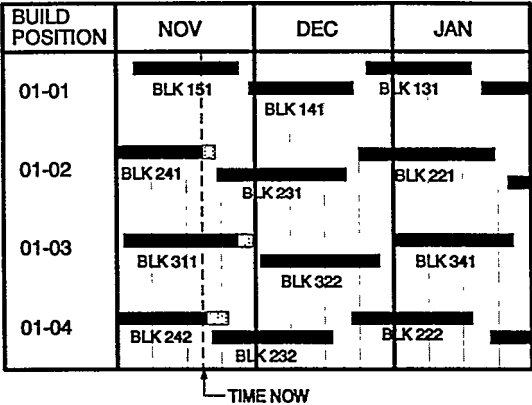 BUILD
POSITION
NOV
DEC
JAN
01-01
BLK 151
BLK 141
BLK 131
01-02
BLK 241
BLK 231
BLK 221
01-03
BLK 311
BLK 322
BLK 341
01-04
BLK 242
BLK 232
BLK 222
TIME NOW